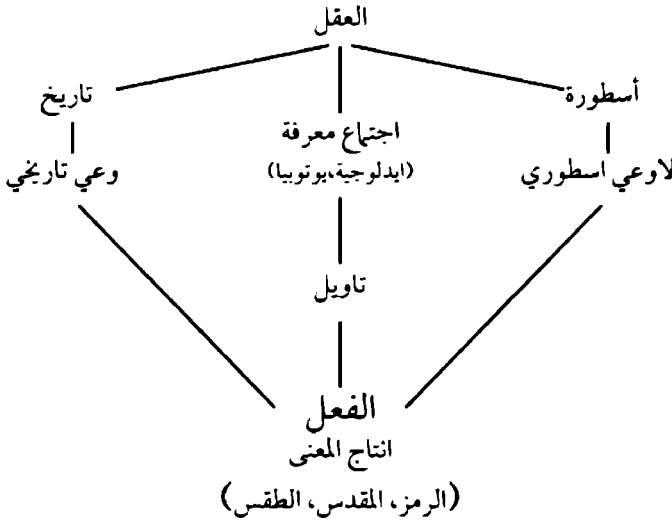 العقل
أسطورة
تاريخ
اجتماع معرفة
(ايدلوجية،يوتوبيا)
لاوعي اسطوري
وعي تاريخي
تاويل
الفعل
انتاج المعنى
(الرمز، المقدس، الطقس)